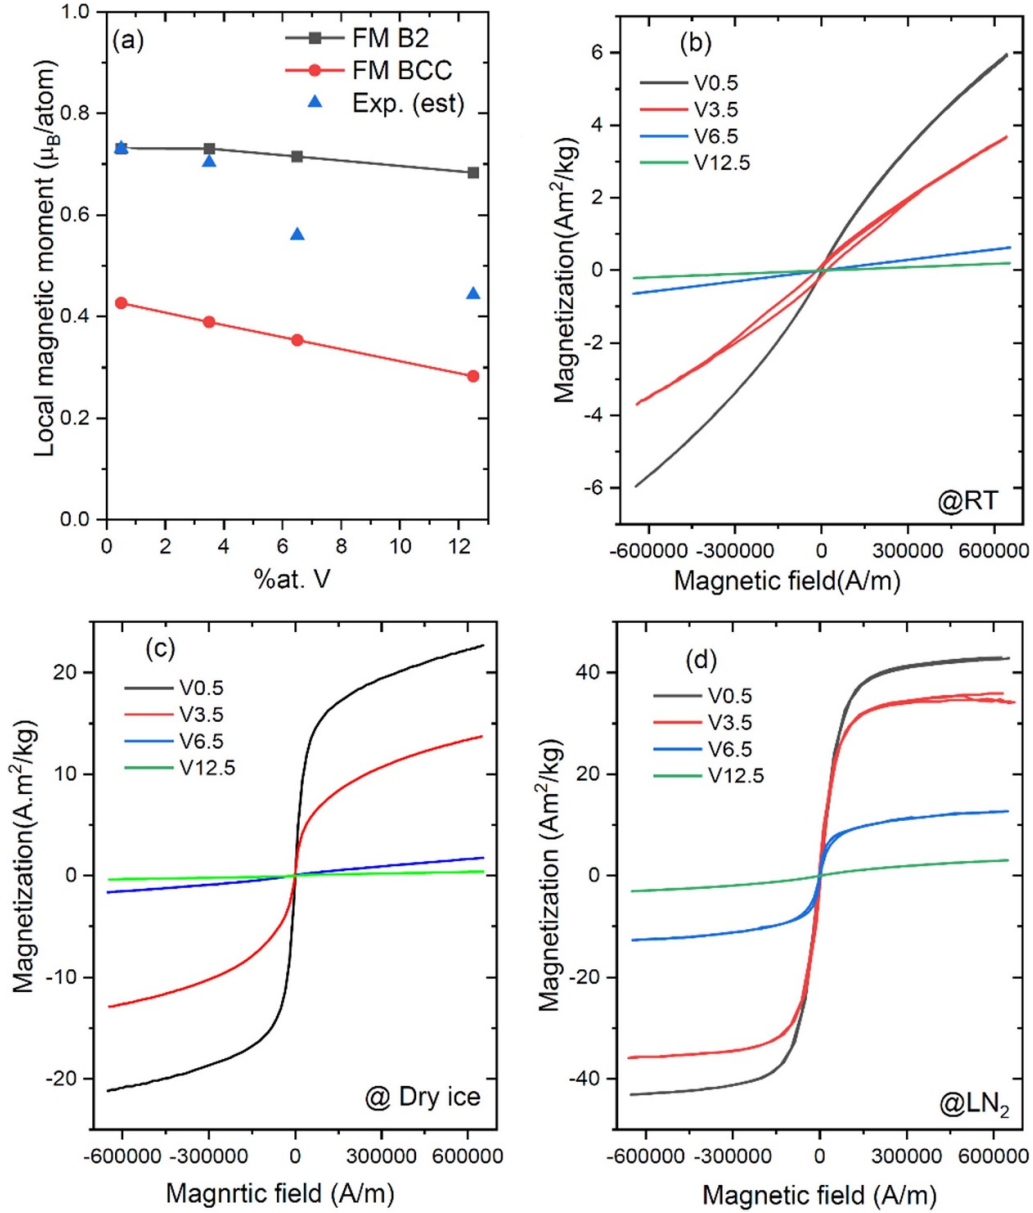 (a)
FM B2
FM BCC
Exp. (est)
1.0
0.8
0.6
0.4
0.2
0.0
0 2 4 6 8 10 12
%at. V
Local magnetic moment (μB/atom)
(b)
V0.5
V3.5
V6.5
V12.5
6
4
2
0
-2
-4
-6
@RT
-600000 -300000 0 300000 600000
Magnetic field(A/m)
Magnetization(Am²/kg)
(c)
V0.5
V3.5
V6.5
V12.5
20
10
0
-10
-20
@ Dry ice
-600000 -300000 0 300000 600000
Magnrtic field (A/m)
Magnetization(A.m²/kg)
(d)
V0.5
V3.5
V6.5
V12.5
40
20
0
-20
-40
@LN₂
-600000 -300000 0 300000 600000
Magnetic field (A/m)
Magnetization (Am²/kg)